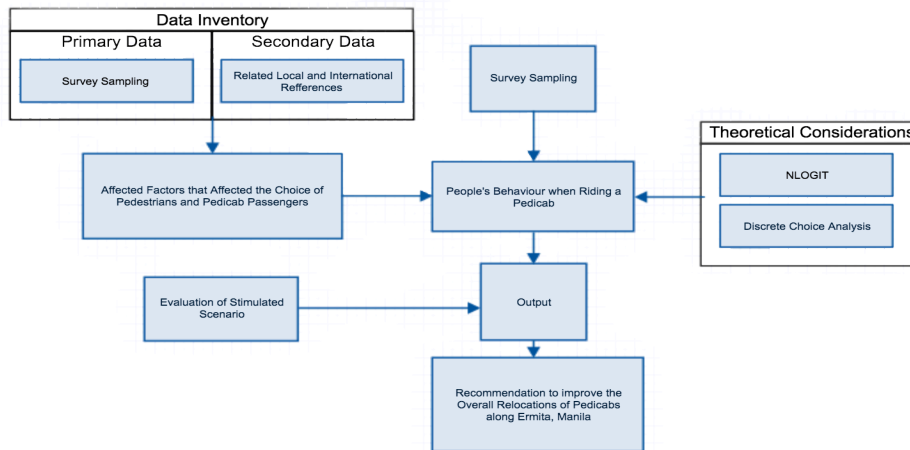 Data Inventory
Primary Data
Secondary Data
Survey Sampling
Related Local and International
Refferences
Survey Sampling
Theoretical Considerations
NLOGIT
Discrete Choice Analysis
Affected Factors that Affected the Choice of
Pedestrians and Pedicab Passengers
People's Behaviour when Riding a
Pedicab
Evaluation of Stimulated
Scenario
Output
Recommendation to improve the
Overall Relocations of Pedicabs
along Ermita, Manila